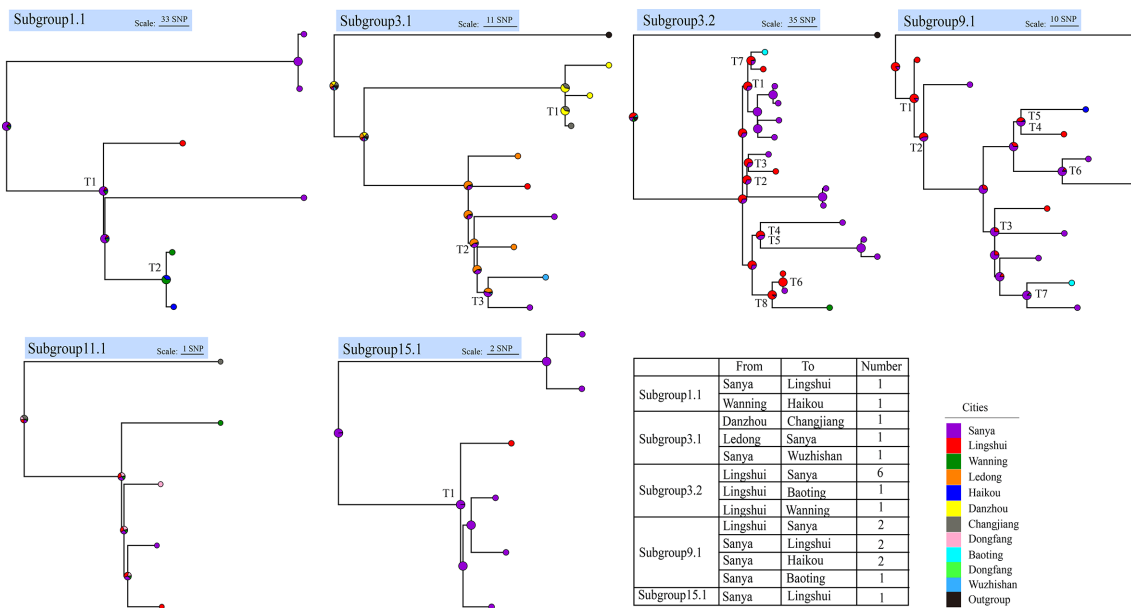 Subgroup1.1 Scale: 33 SNP
T1
T2
Subgroup3.1 Scale: 11 SNP
T1
T2
T3
Subgroup3.2 Scale: 35 SNP
T7
T1
T3
T2
T4
T5
T6
T8
Subgroup9.1 Scale: 10 SNP
T1
T2
T5
T4
T6
T3
T7
Subgroup11.1 Scale: 1 SNP
Subgroup15.1 Scale: 2 SNP
T1
From To Number
Subgroup1.1 Sanya Lingshui 1
Wanning Haikou 1
Subgroup3.1 Danzhou Changjiang 1
Ledong Sanya 1
Sanya Wuzhishan 1
Subgroup3.2 Lingshui Sanya 6
Lingshui Baoting 1
Lingshui Wanning 1
Subgroup9.1 Lingshui Sanya 2
Sanya Lingshui 2
Sanya Haikou 2
Sanya Baoting 1
Subgroup15.1 Sanya Lingshui 1
Cities
Sanya
Lingshui
Wanning
Ledong
Haikou
Danzhou
Changjiang
Dongfang
Baoting
Dongfang
Wuzhishan
Outgroup